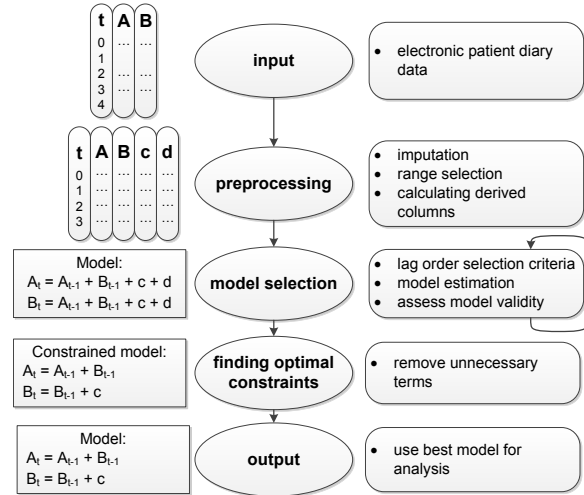 t A B
0 ... ...
1
2 ... ...
3 ... ...
4
input
• electronic patient diary
data
t A B c d
0 ... ... ... ...
1 ... ... ... ...
2 ... ... ... ...
3 ... ... ... ...
preprocessing
• imputation
• range selection
• calculating derived
columns
Model:
Aₜ = Aₜ₋₁ + Bₜ₋₁ + c + d
Bₜ = Aₜ₋₁ + Bₜ₋₁ + c + d
model selection
• lag order selection criteria
• model estimation
• assess model validity
Constrained model:
Aₜ = Aₜ₋₁ + Bₜ₋₁
Bₜ = Bₜ₋₁ + c
finding optimal
constraints
• remove unnecessary
terms
Model:
Aₜ = Aₜ₋₁ + Bₜ₋₁
Bₜ = Bₜ₋₁ + c
output
• use best model for
analysis